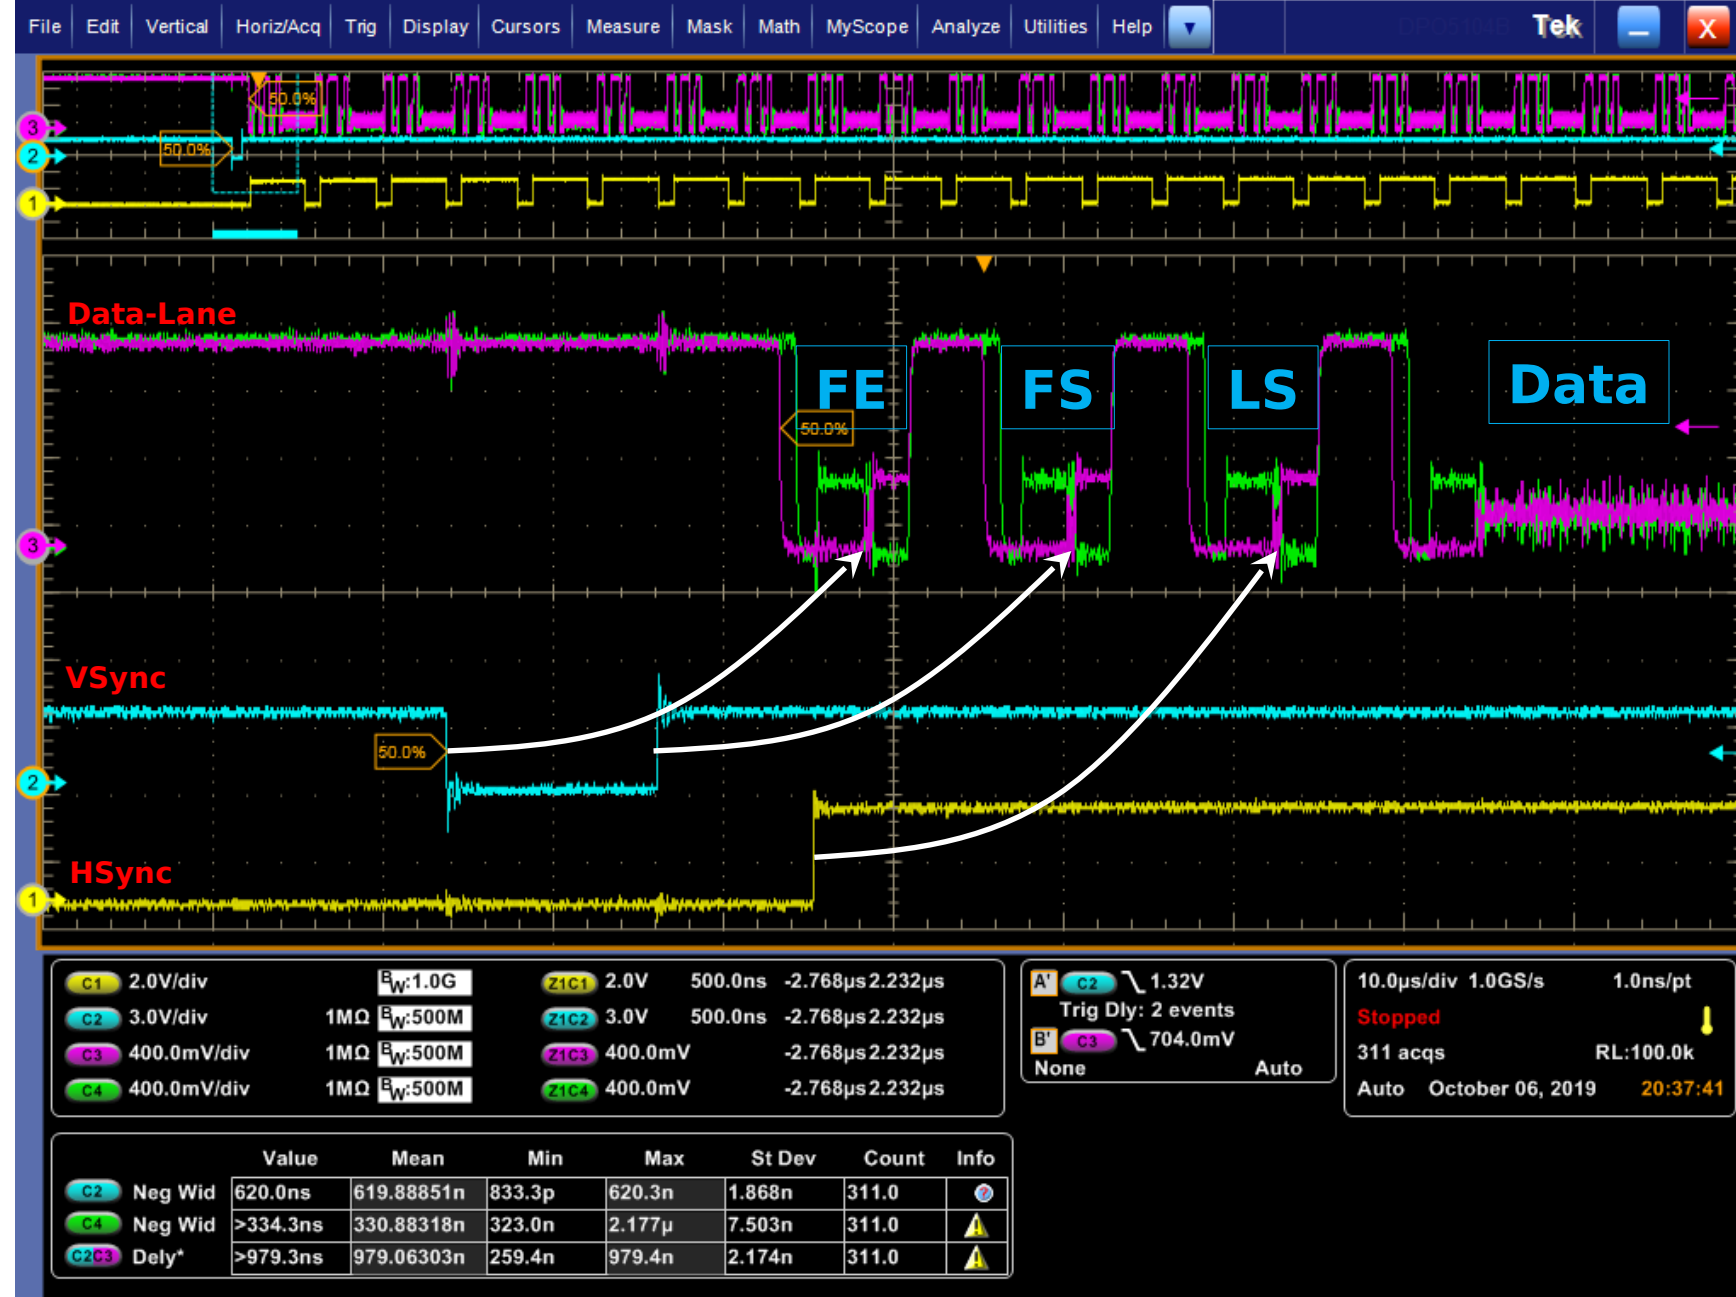 File Edit Vertical Horiz/Acq Trig Display Cursors Measure Mask Math MyScope Analyze Utilities Help DPO5104B Tek X
50.0%
3
50.0%
2
1
Data-Lane
FE FS LS Data
50.0%
3
VSync
50.0%
2
HSync
1
C1 2.0V/div BW:1.0G
C2 3.0V/div 1MΩ BW:500M
C3 400.0mV/div 1MΩ BW:500M
C4 400.0mV/div 1MΩ BW:500M
Z1C1 2.0V 500.0ns -2.768µs 2.232µs
Z1C2 3.0V 500.0ns -2.768µs 2.232µs
Z1C3 400.0mV -2.768µs 2.232µs
Z1C4 400.0mV -2.768µs 2.232µs
A' C2 1.32V
Trig Dly: 2 events
B' C3 704.0mV
None Auto
10.0µs/div 1.0GS/s 1.0ns/pt
Stopped
311 acqs RL:100.0k
Auto October 06, 2019 20:37:41
Value Mean Min Max St Dev Count Info
C2 Neg Wid 620.0ns 619.88851n 833.3p 620.3n 1.868n 311.0
C4 Neg Wid >334.3ns 330.88318n 323.0n 2.177µ 7.503n 311.0
C2C3 Dely* >979.3ns 979.06303n 259.4n 979.4n 2.174n 311.0